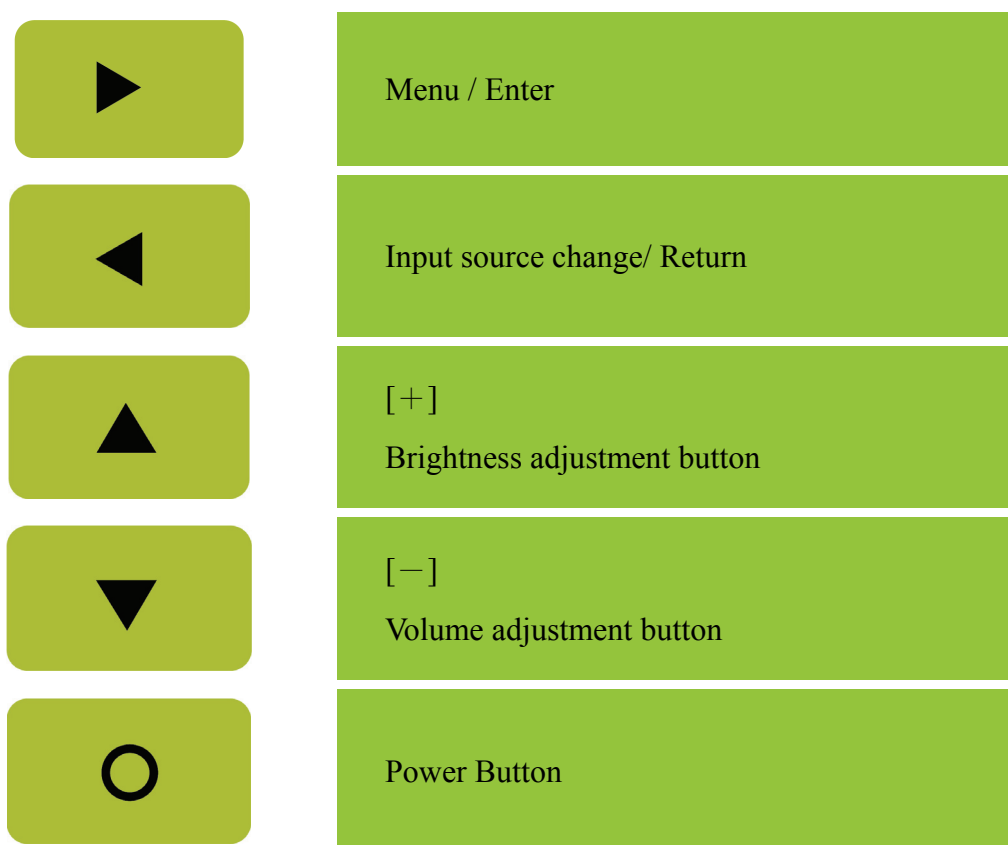 Menu / Enter
Input source change/ Return
[＋]
Brightness adjustment button
[－]
Volume adjustment button
Power Button